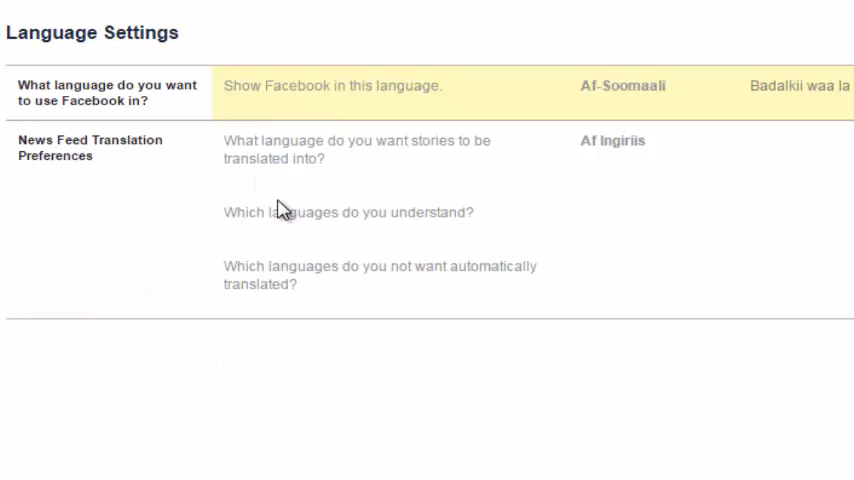 Language Settings
What language do you want
to use Facebook in?
Show Facebook in this language.
Af-Soomaali
Badalkii waa la
News Feed Translation
Preferences
What language do you want stories to be
translated into?
Af Ingiriis
Which languages do you understand?
Which languages do you not want automatically
translated?